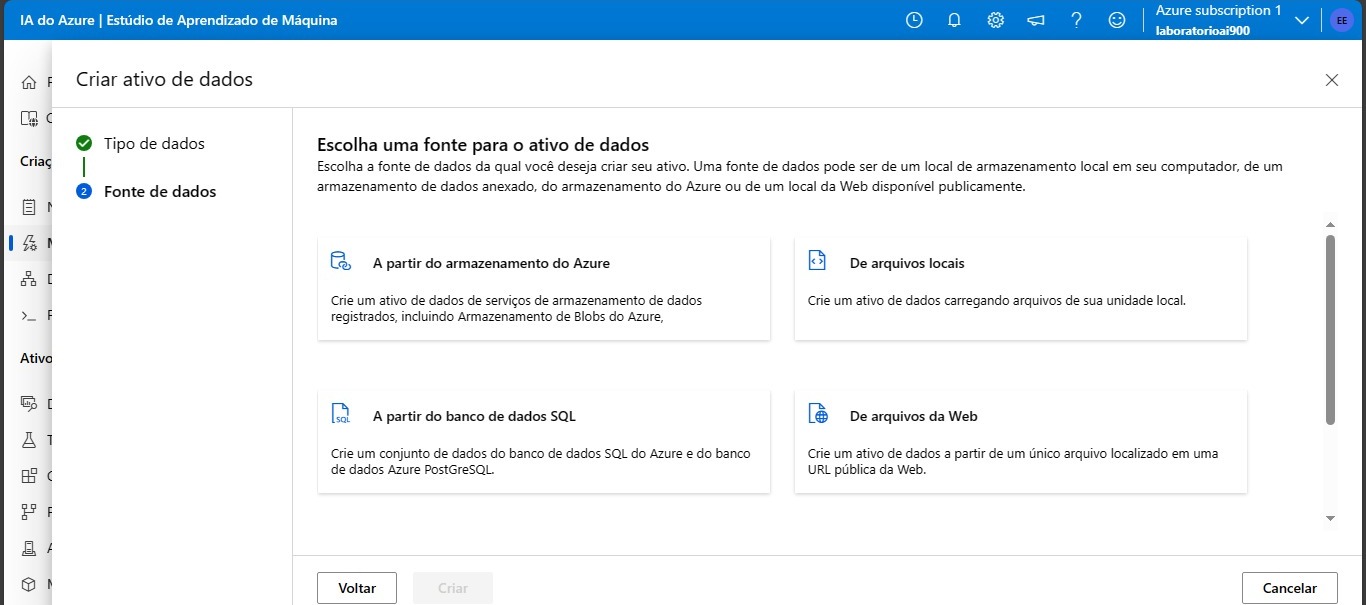 IA do Azure | Estúdio de Aprendizado de Máquina
Azure subscription 1
laboratorioai900
EE
Criar ativo de dados
Tipo de dados
2
Fonte de dados
Escolha uma fonte para o ativo de dados
Escolha a fonte de dados da qual você deseja criar seu ativo. Uma fonte de dados pode ser de um local de armazenamento local em seu computador, de um
armazenamento de dados anexado, do armazenamento do Azure ou de um local da Web disponível publicamente.
A partir do armazenamento do Azure
Crie um ativo de dados de serviços de armazenamento de dados
registrados, incluindo Armazenamento de Blobs do Azure,
De arquivos locais
Crie um ativo de dados carregando arquivos de sua unidade local.
SQL
A partir do banco de dados SQL
Crie um conjunto de dados do banco de dados SQL do Azure e do banco
de dados Azure PostGreSQL.
De arquivos da Web
Crie um ativo de dados a partir de um único arquivo localizado em uma
URL pública da Web.
Voltar
Criar
Cancelar